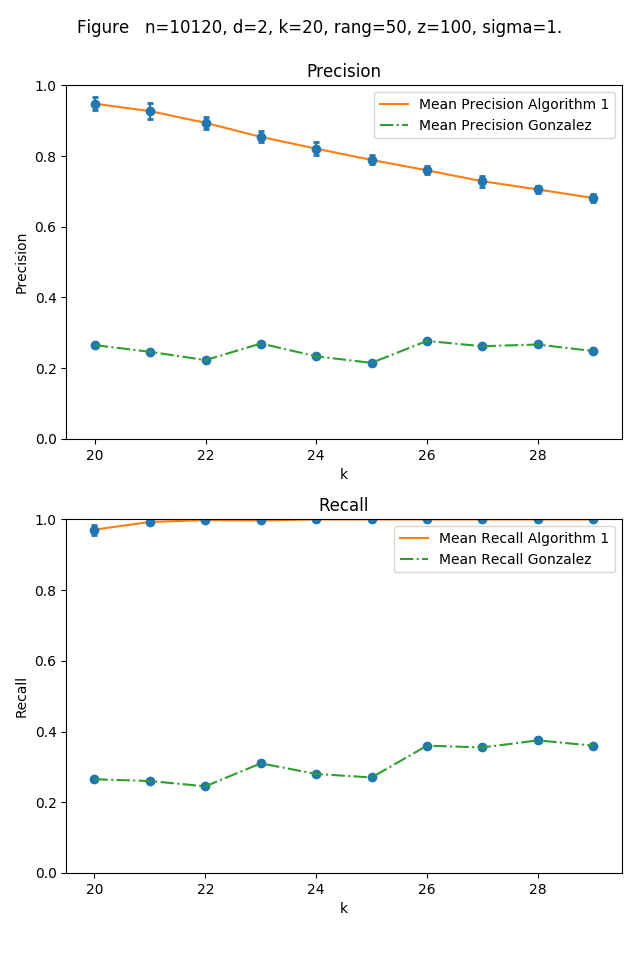 Figure   n=10120, d=2, k=20, rang=50, z=100, sigma=1.
Precision
Mean Precision Algorithm 1
Mean Precision Gonzalez
1.0
0.8
0.6
0.4
0.2
0.0
Precision
20 22 24 26 28
k
Recall
Mean Recall Algorithm 1
Mean Recall Gonzalez
1.0
0.8
0.6
0.4
0.2
0.0
Recall
20 22 24 26 28
k